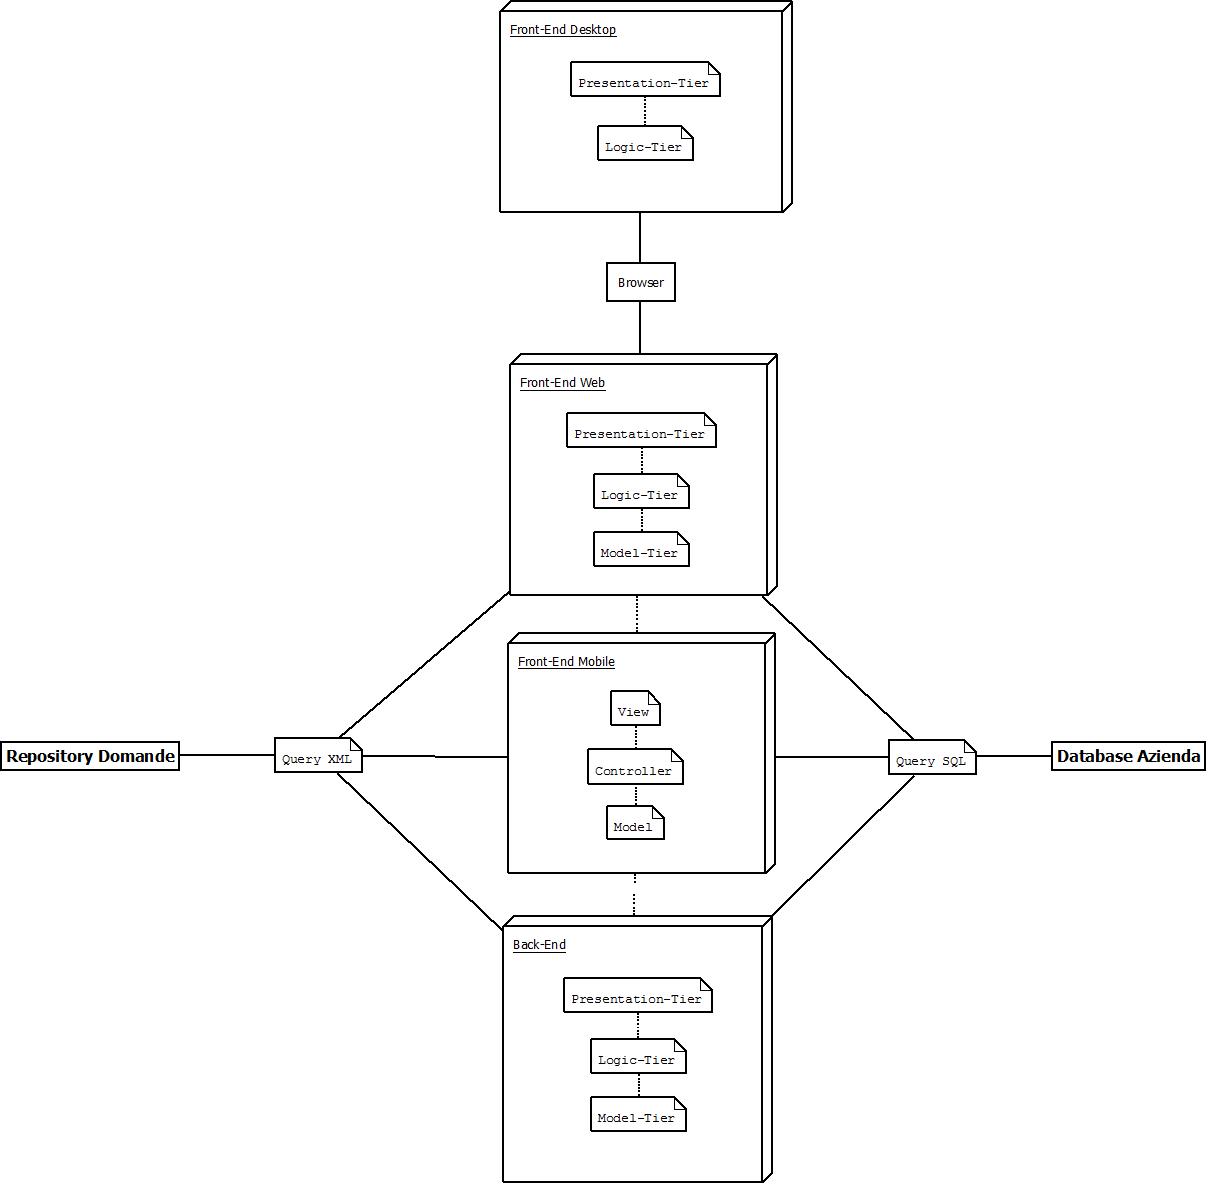 Front-End Desktop
Presentation-Tier
Logic-Tier
Browser
Front-End Web
Presentation-Tier
Logic-Tier
Model-Tier
Front-End Mobile
View
Controller
Model
Repository Domande
Query XML
Query SQL
Database Azienda
Back-End
Presentation-Tier
Logic-Tier
Model-Tier